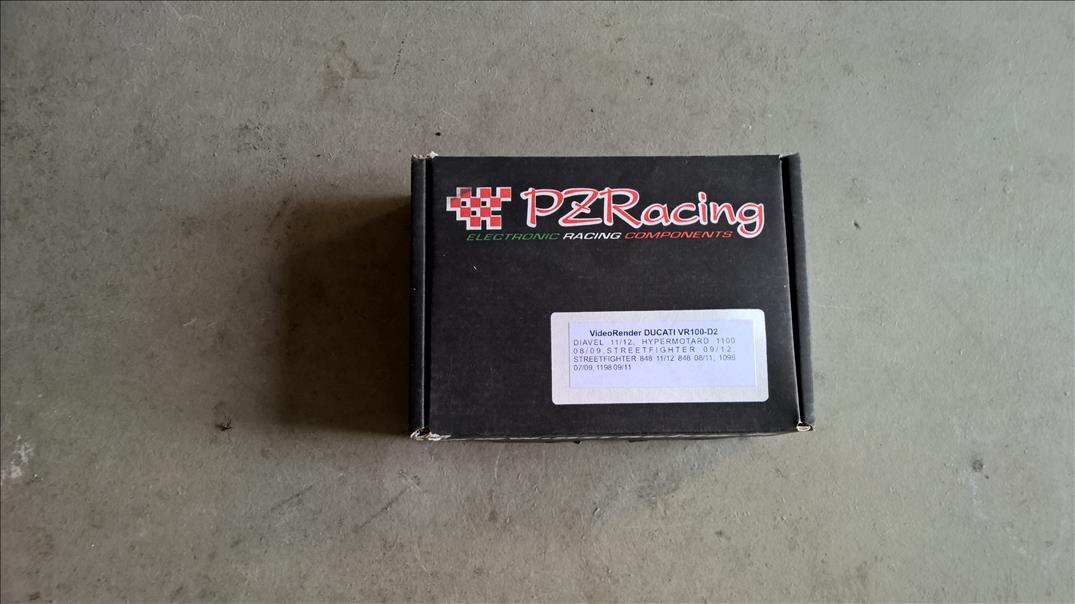 PZRacing
ELECTRONIC RACING COMPONENTS
VideoRender DUCATI VR100-D2
DIAVEL 11/12, HYPERMOTARD 1100
08/09,STREETFIGHTER 09/12,
STREETFIGHTER 848 11/12 848 08/11, 1098
07/09, 1198 09/11